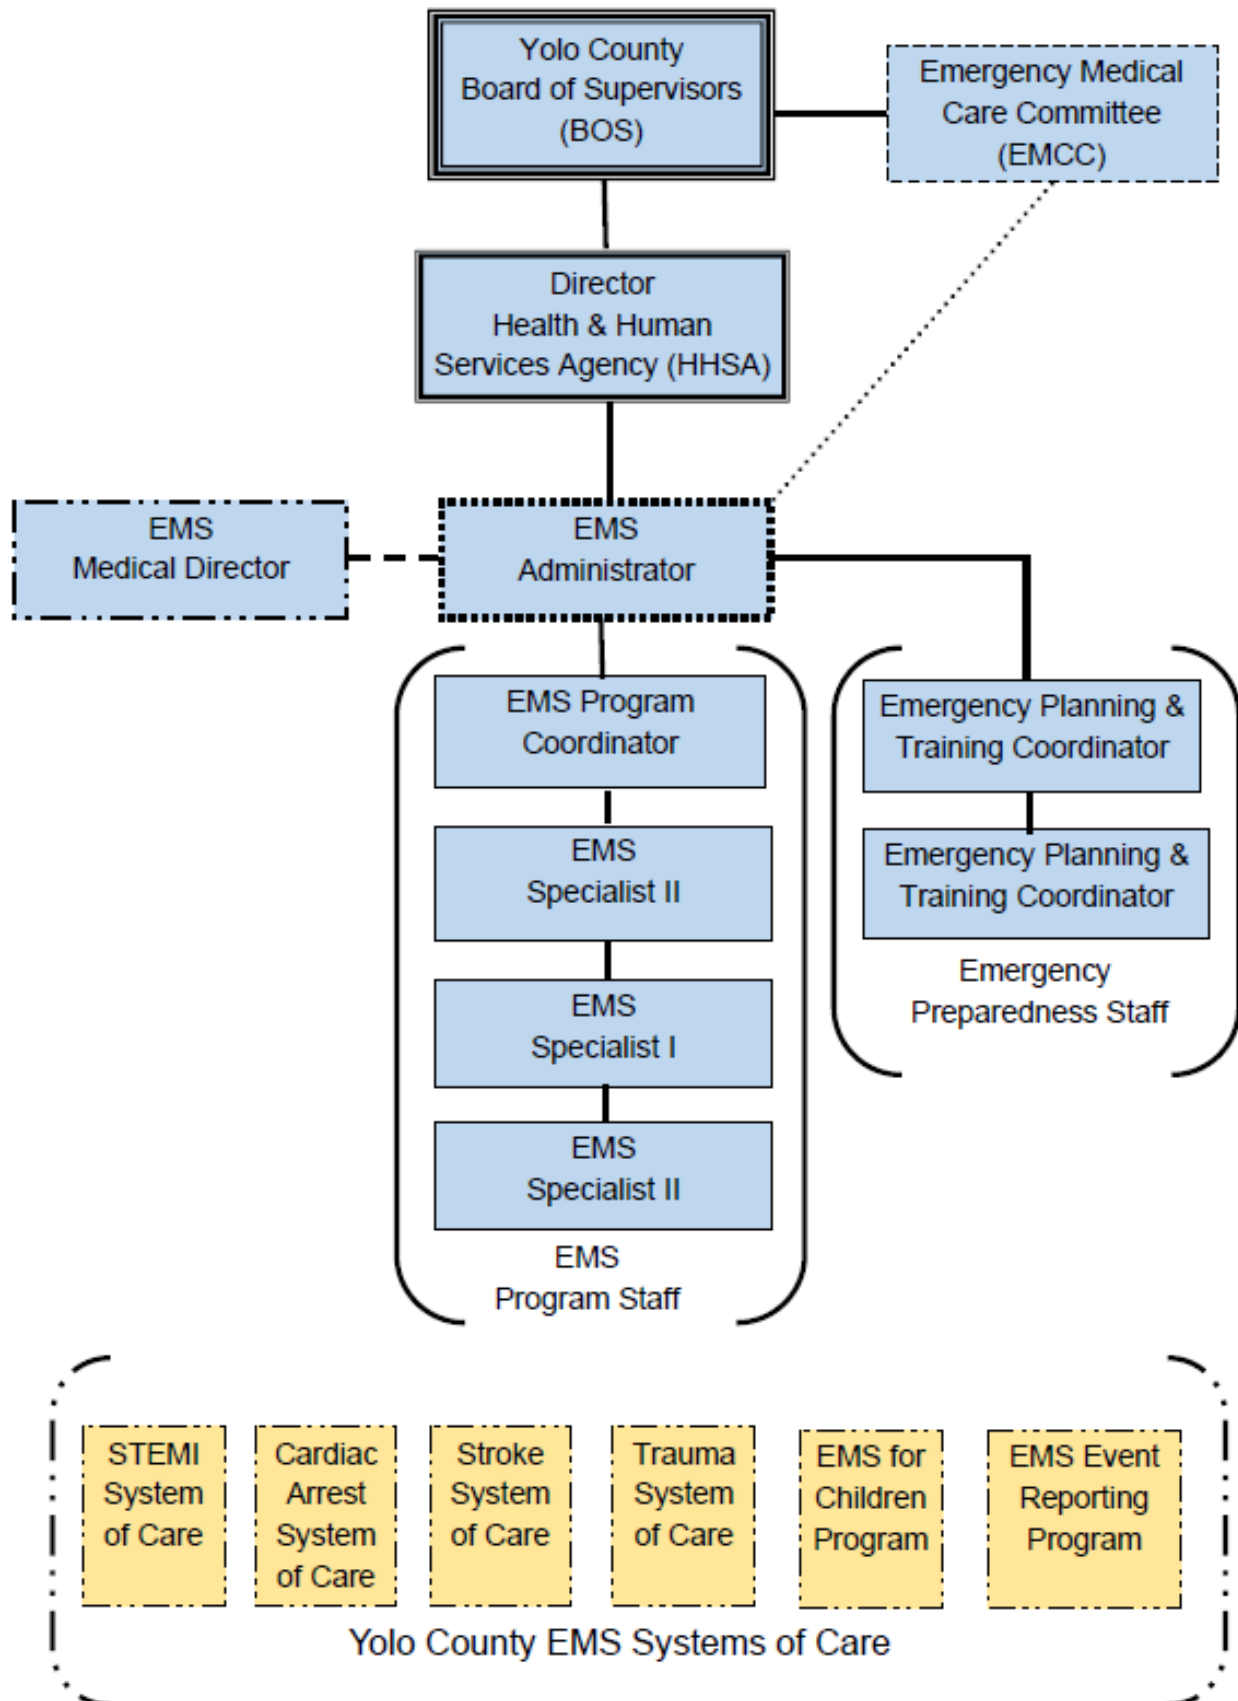 Yolo County
Board of Supervisors
(BOS)
Emergency Medical
Care Committee
(EMCC)
Director
Health & Human
Services Agency (HHSA)
EMS
Medical Director
EMS
Administrator
EMS Program
Coordinator
EMS
Specialist II
EMS
Specialist I
EMS
Specialist II
EMS
Program Staff
Emergency Planning &
Training Coordinator
Emergency Planning &
Training Coordinator
Emergency
Preparedness Staff
STEMI
System
of Care
Cardiac
Arrest
System
of Care
Stroke
System
of Care
Trauma
System
of Care
EMS for
Children
Program
EMS Event
Reporting
Program
Yolo County EMS Systems of Care